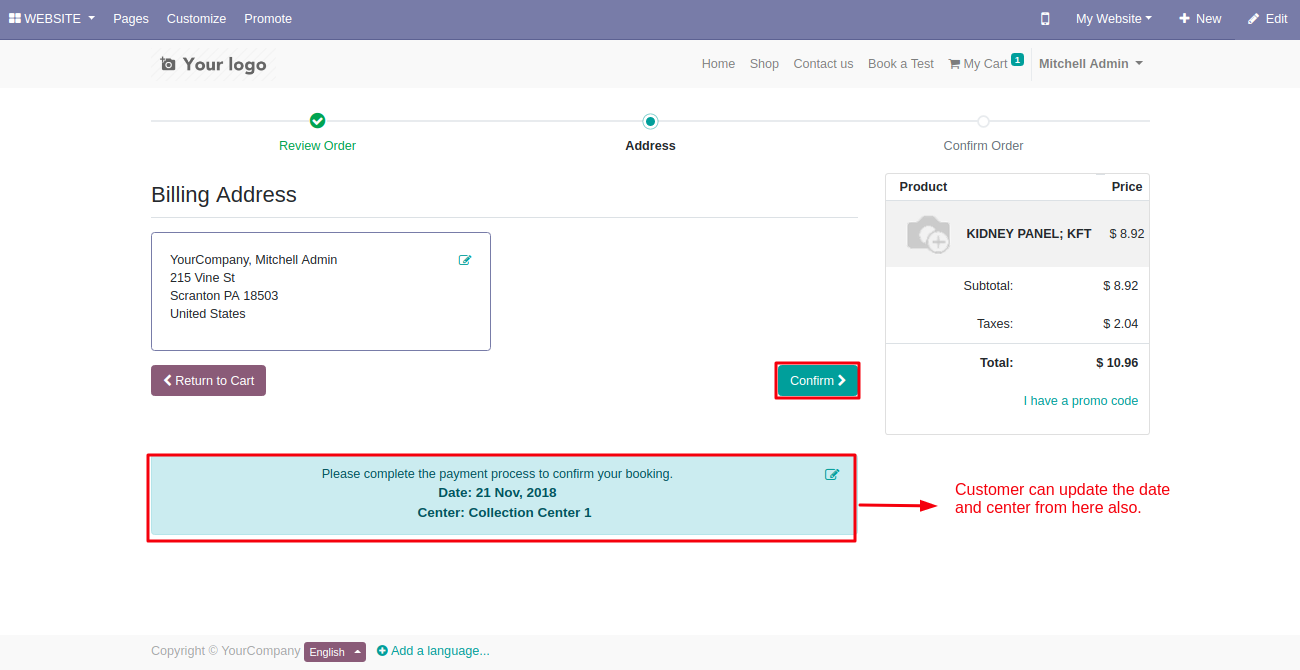 WEBSITE Pages Customize Promote My Website New Edit
Your logo Home Shop Contact us Book a Test My Cart 1 Mitchell Admin
Review Order Address Confirm Order
Billing Address
YourCompany, Mitchell Admin
215 Vine St
Scranton PA 18503
United States
Return to Cart Confirm
Product Price
KIDNEY PANEL; KFT $ 8.92
Subtotal: $ 8.92
Taxes: $ 2.04
Total: $ 10.96
I have a promo code
Please complete the payment process to confirm your booking.
Date: 21 Nov, 2018
Center: Collection Center 1
Customer can update the date
and center from here also.
Copyright © YourCompany English Add a language...